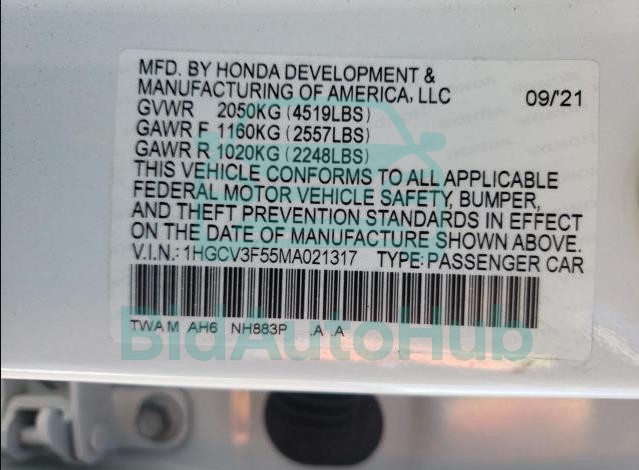 MFD. BY HONDA DEVELOPMENT &
MANUFACTURING OF AMERICA, LLC 09/'21
GVWR 2050KG (4519LBS)
GAWR F 1160KG (2557LBS)
GAWR R 1020KG (2248LBS)
THIS VEHICLE CONFORMS TO ALL APPLICABLE
FEDERAL MOTOR VEHICLE SAFETY, BUMPER,
AND THEFT PREVENTION STANDARDS IN EFFECT
ON THE DATE OF MANUFACTURE SHOWN ABOVE.
V.I.N.: 1HGCV3F55MA021317 TYPE: PASSENGER CAR
TWA M AH6 NH883P .A .A
BidAutoHub